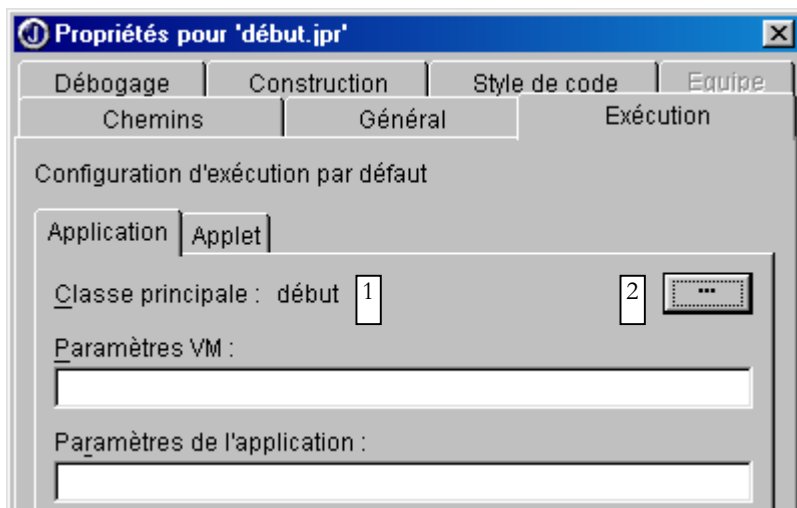 Propriétés pour 'début.jpr'
Débogage Construction Style de code Equipe
Chemins Général Exécution
Configuration d'exécution par défaut
Application Applet
Classe principale : début 1 2 ...
Paramètres VM :
Paramètres de l'application :